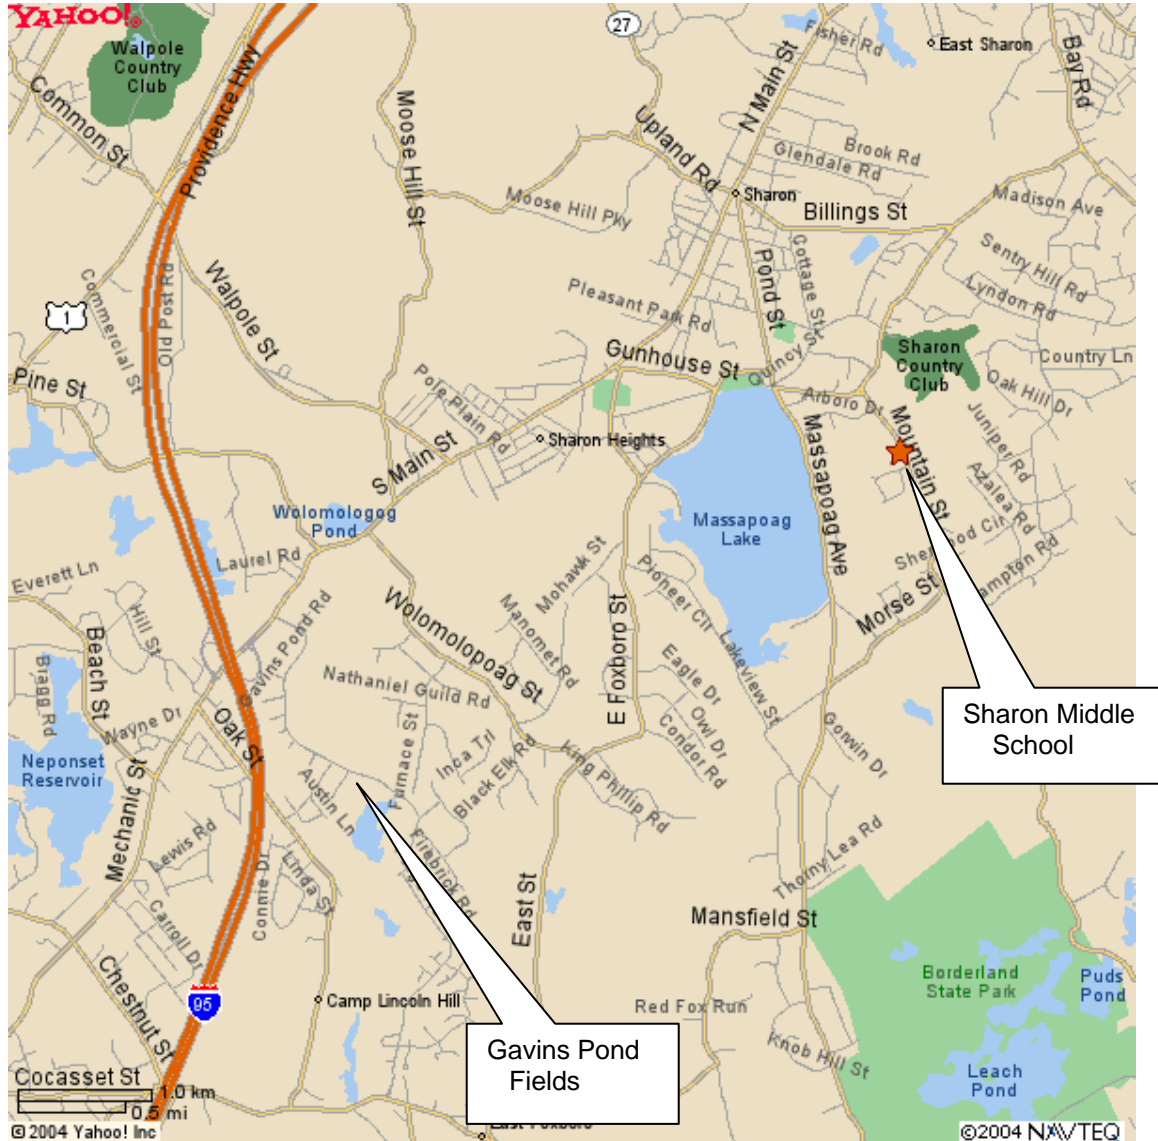 YAHOO!
Walpole
Country
Club
27
Fisher Rd
East Sharon
Bay Rd
Providence Hwy
Common St
Moose Hill St
N Main St
Upland Rd
Brook Rd
Glendale Rd
Sharon
Moose Hill Pky
Billings St
Madison Ave
Cottage St
Pond St
Sentry Hill Rd
Lyndon Rd
Commercial St
Old Post Rd
Walpole St
Pleasant Park Rd
1
Gunhouse St
Quincy St
Sharon
Country
Club
Country Ln
Pine St
Pole Plain Rd
Arboro Dr
Oak Hill Dr
Mountain St
Juniper Rd
Azalea Rd
S Main St
Sharon Heights
Massapoag Ave
Wolomologog
Pond
Massapoag
Lake
Laurel Rd
Sherwood Cir
Everett Ln
Mohawk St
Pioneer Cir
Morse St
Hill St
Gavins Pond Rd
Wolomolopoag St
Manomet Rd
E Foxboro St
Lakeview St
Beach St
Bragg Rd
Nathaniel Guild Rd
Eagle Dr
Owl Dr
Condor Rd
Sharon Middle
School
Wayne Dr
Oak St
Furnace St
Inca Trl
Black Elk Rd
King Phillip Rd
Gorwin Dr
Neponset
Reservoir
Mechanic St
Austin Ln
Lewis Rd
Linda St
Connie Dr
Firebrick Rd
Thorny Lea Rd
East St
Mansfield St
Carroll Dr
Chestnut St
95
Camp Lincoln Hill
Borderland
State Park
Puds
Pond
Red Fox Run
Gavins Pond
Fields
Knob Hill St
Leach
Pond
Cocasset St
1.0 km
0.5 mi
East Foxboro
©2004 Yahoo! Inc
©2004 NAVTEQ